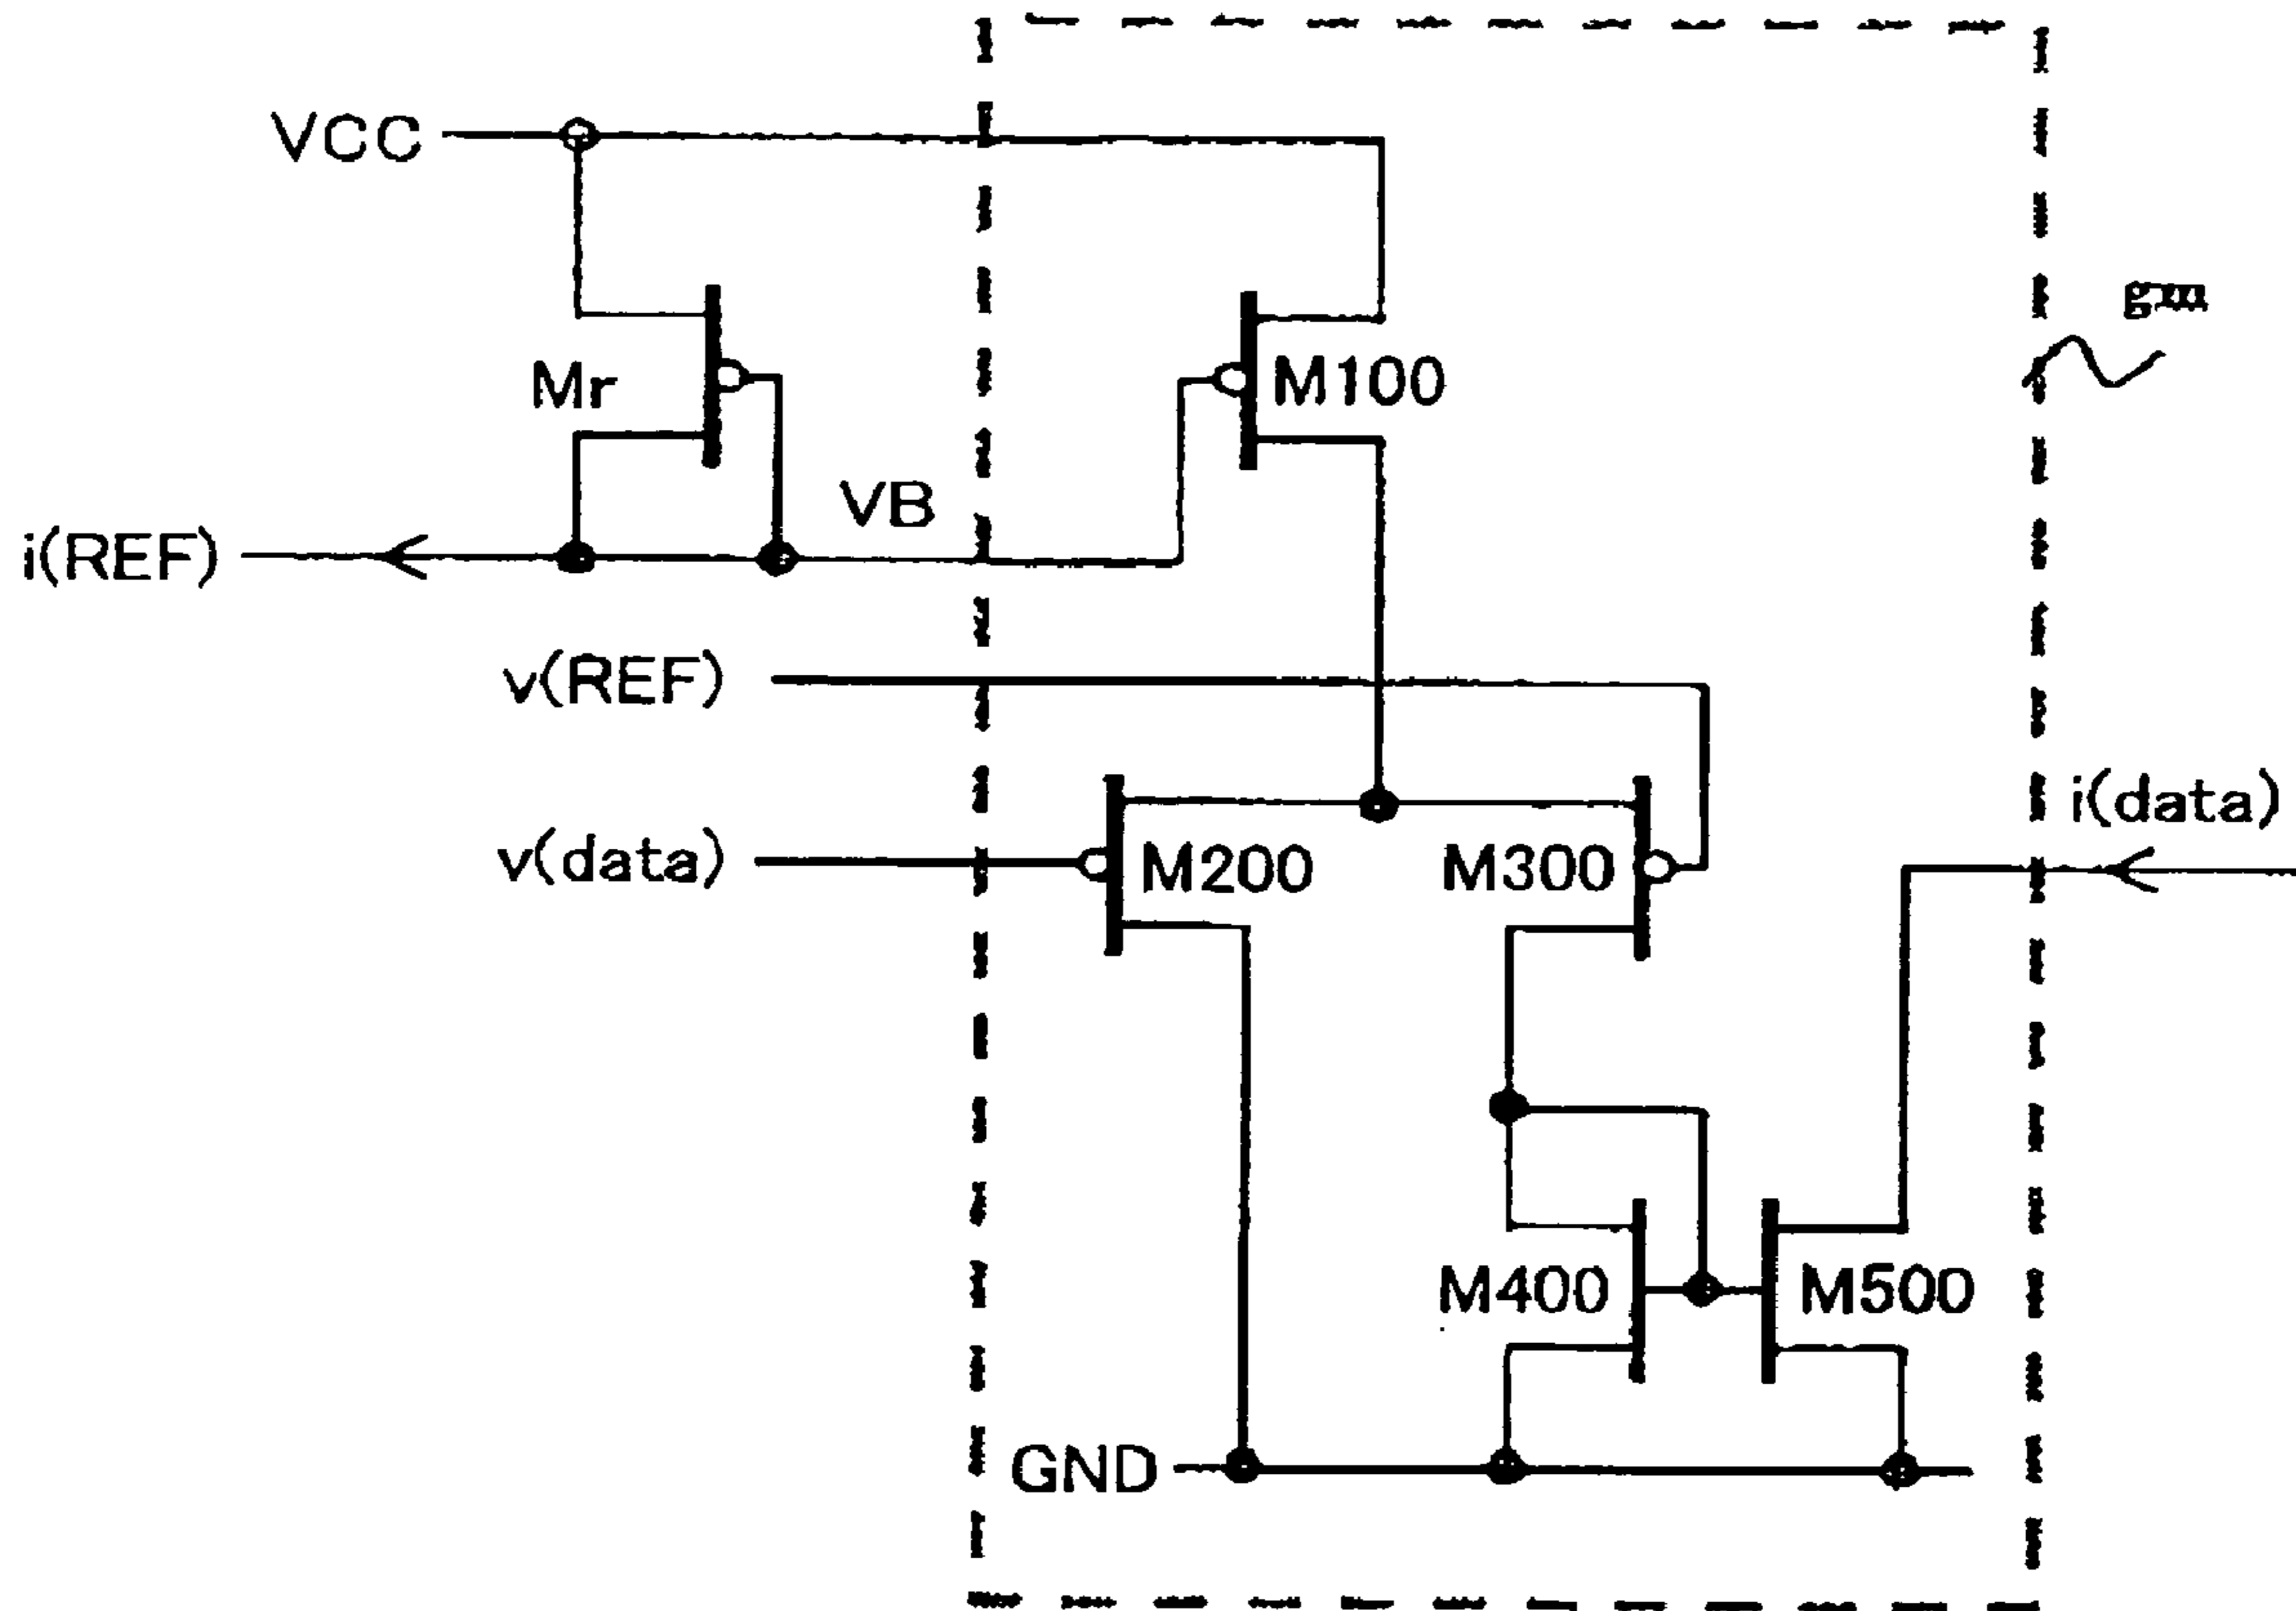 VCC
gm
Mr
M100
VB
i(REF)
v(REF)
i(data)
v(data)
M200
M300
M400
M500
GND